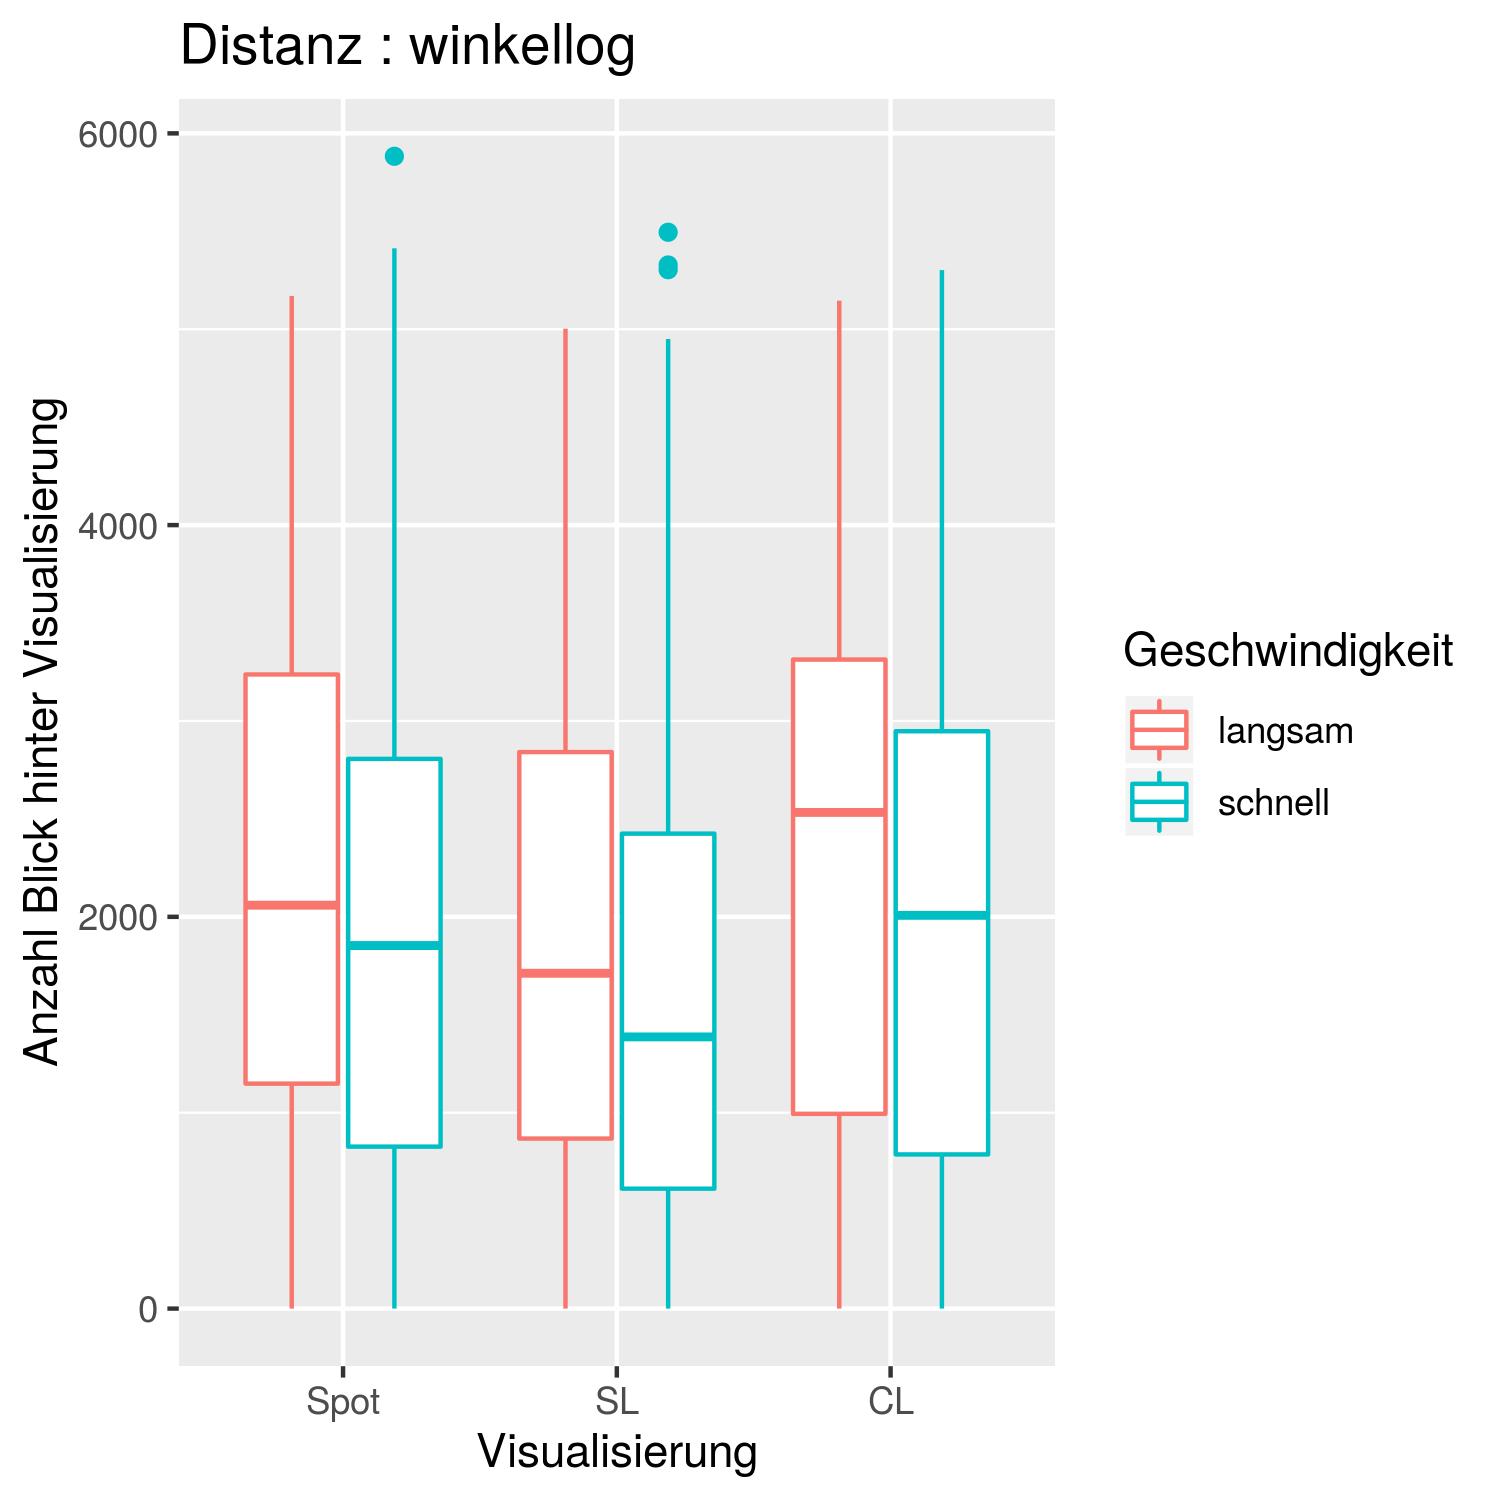 Distanz : winkellog
6000
4000
2000
0
Anzahl Blick hinter Visualisierung
Spot
SL
CL
Visualisierung
Geschwindigkeit
langsam
schnell